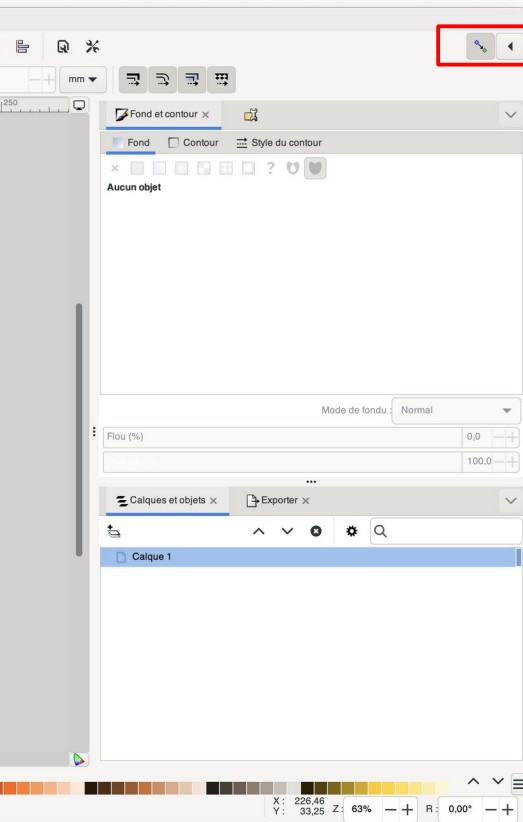 mm
250
Fond et contour
Fond Contour Style du contour
?
Aucun objet
Mode de fondu : Normal
Flou (%) 0,0
100,0
Calques et objets Exporter
Calque 1
X: 226,46
Y: 33,25 Z: 63% R: 0,00°